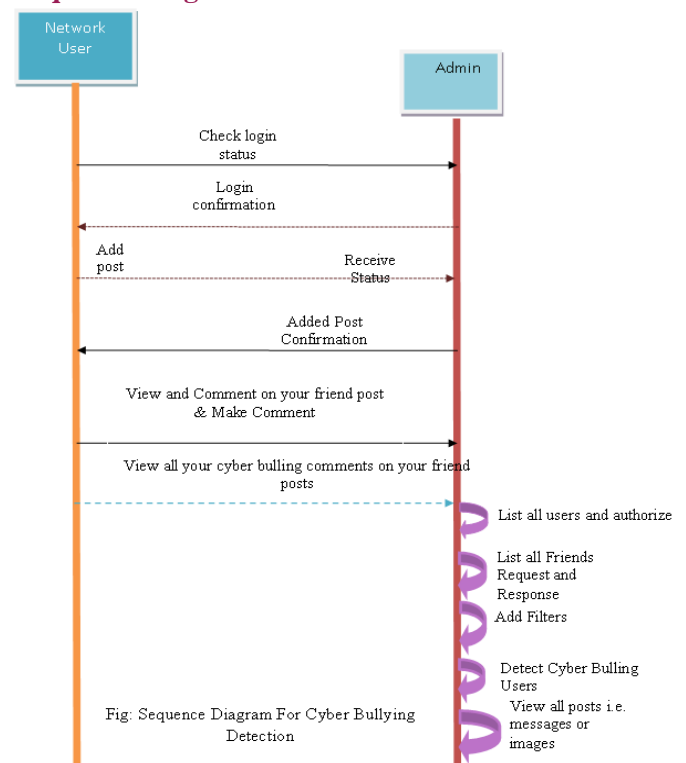 Network
User
Admin
Check login
status
Login
confirmation
Add
post
Receive
Status
Added Post
Confirmation
View and Comment on your friend post
& Make Comment
View all your cyber bulling comments on your friend
posts
List all users and authorize
List all Friends
Request and
Response
Add Filters
Detect Cyber Bulling
Users
View all posts i.e.
messages or
images
Fig: Sequence Diagram For Cyber Bullying
Detection